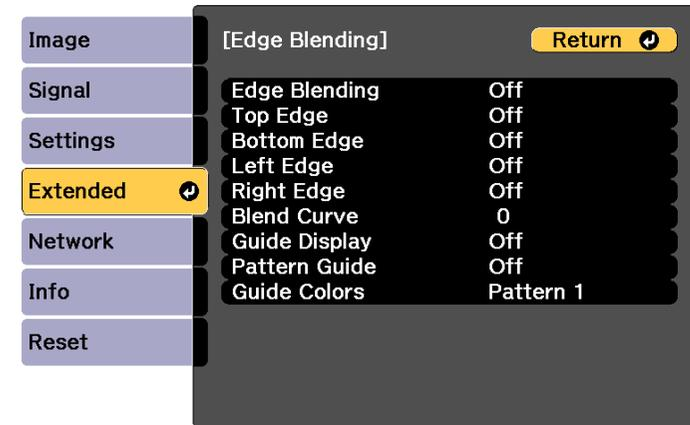 Image
Signal
Settings
Extended
Network
Info
Reset
[Edge Blending]
Return
Edge Blending Off
Top Edge Off
Bottom Edge Off
Left Edge Off
Right Edge Off
Blend Curve 0
Guide Display Off
Pattern Guide Off
Guide Colors Pattern 1